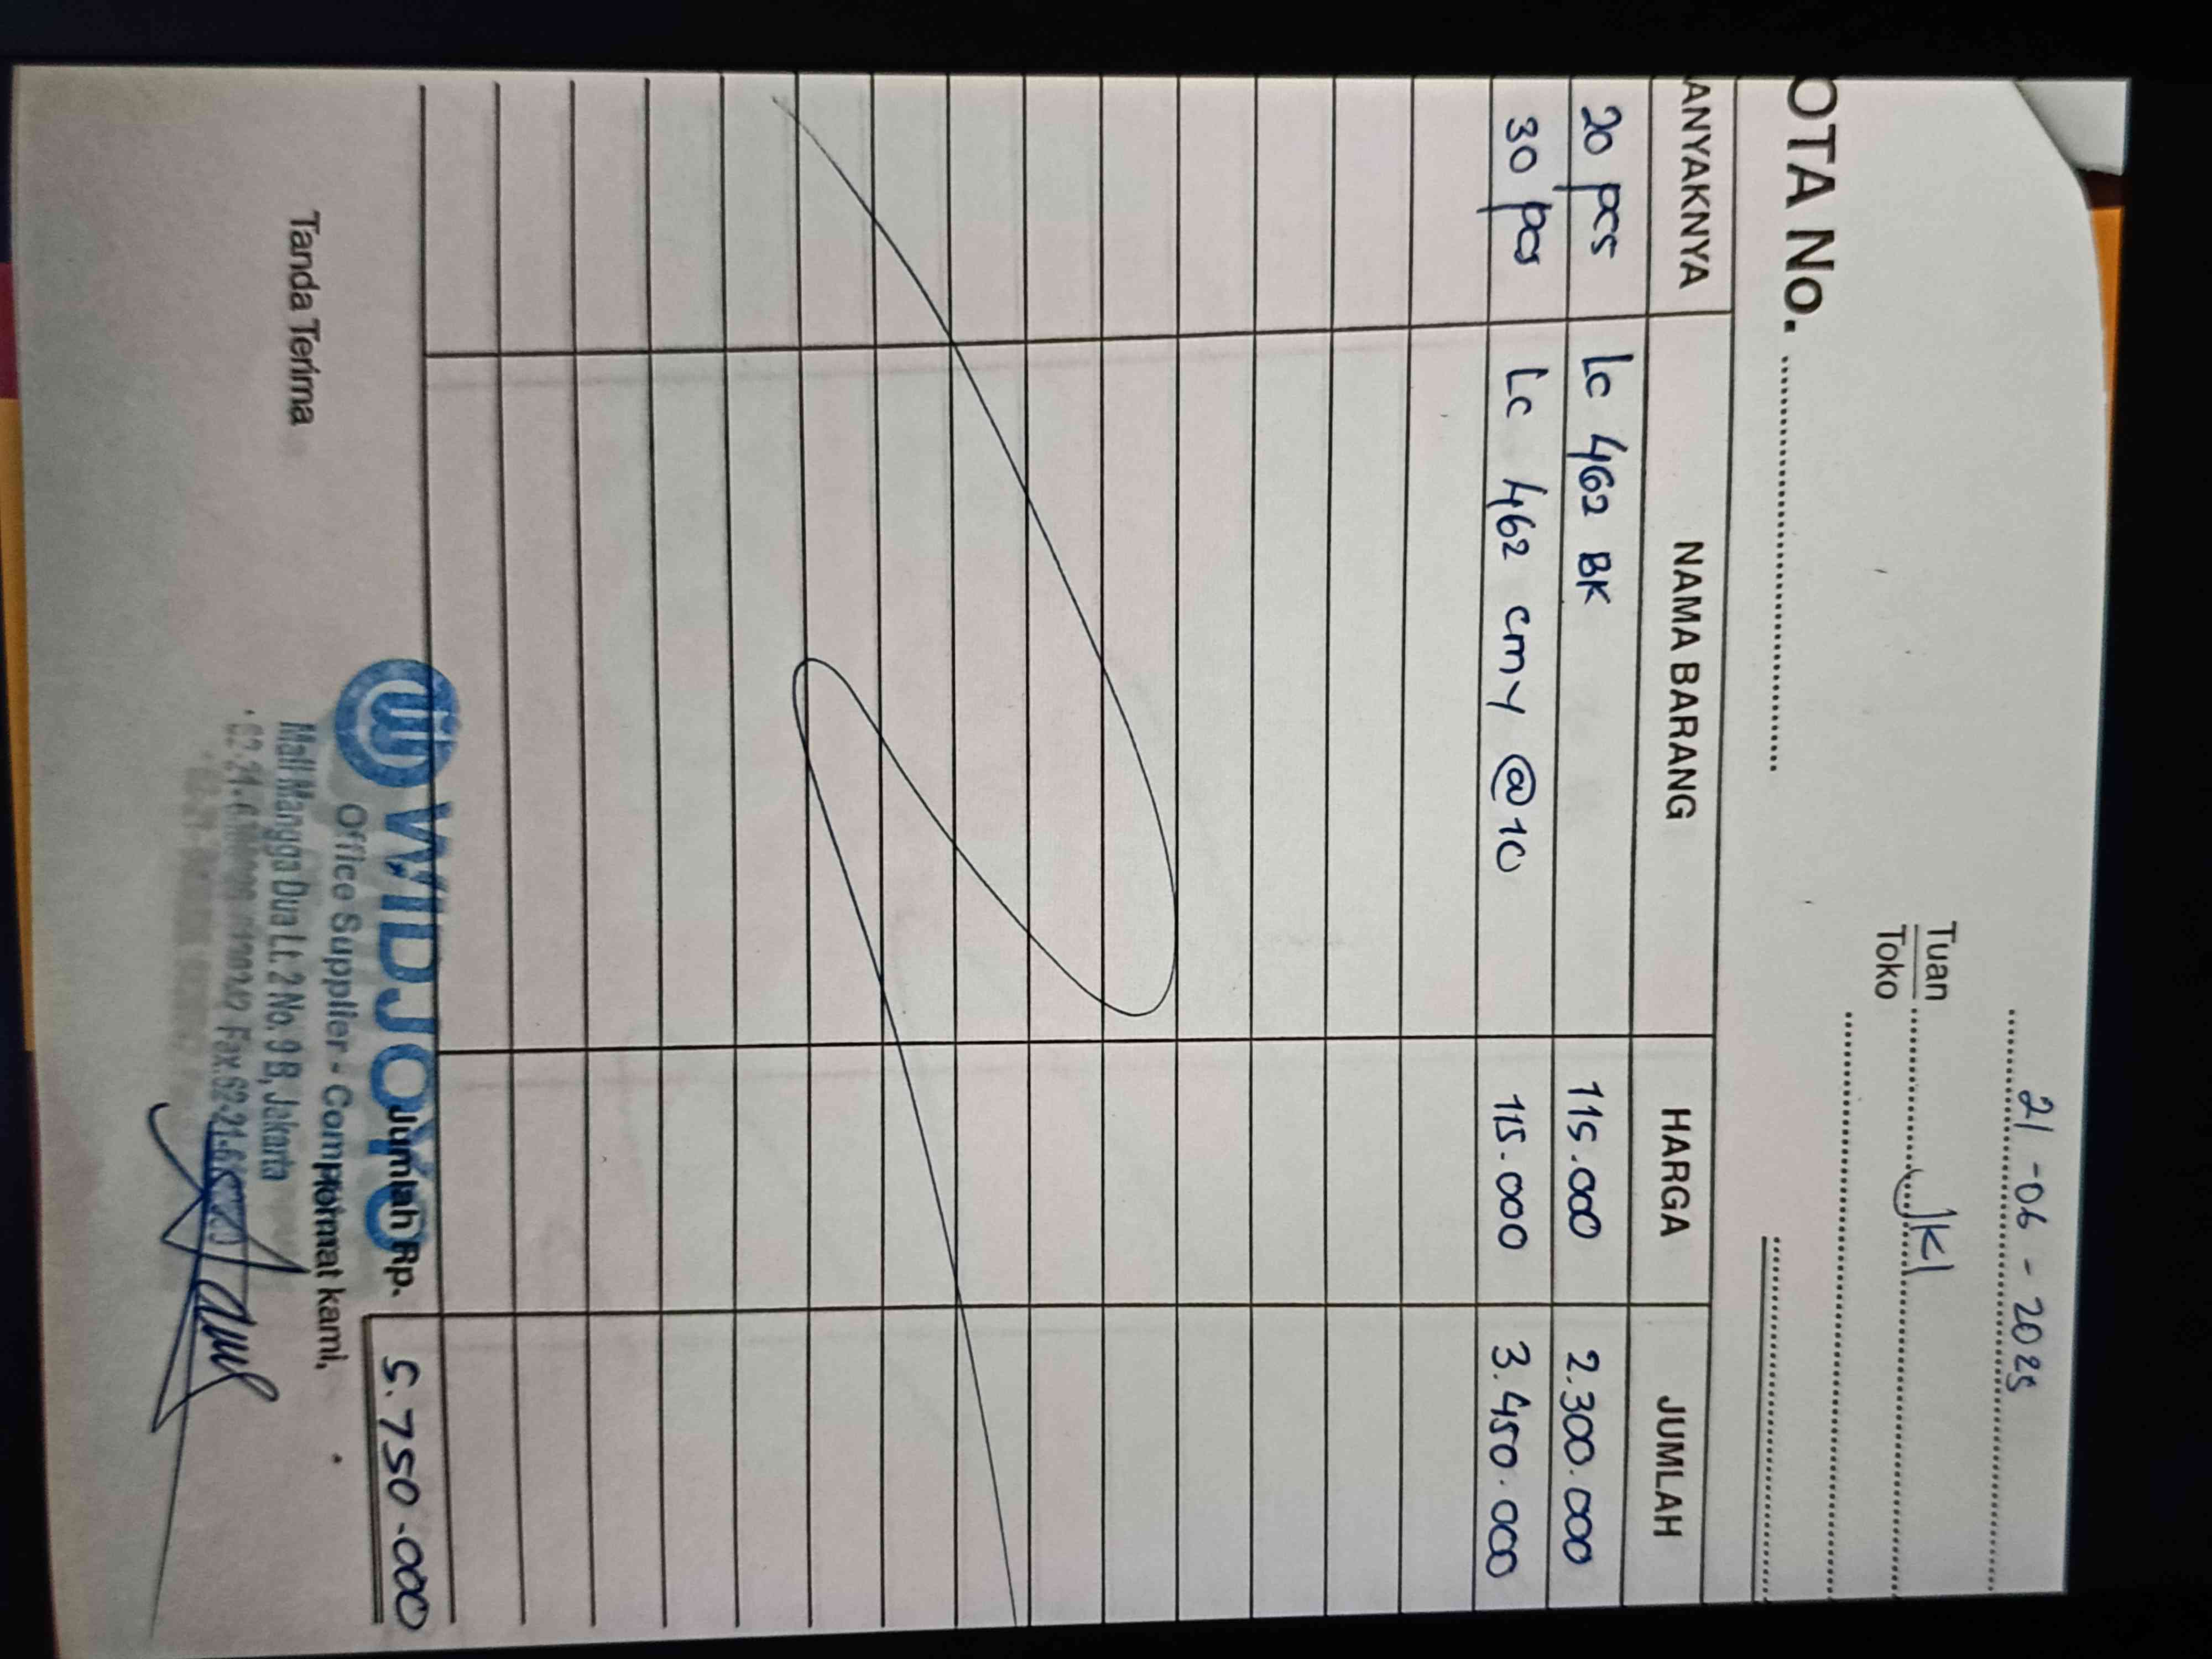 21 - 06 - 2025
Tuan JKI
Toko
OTA No.
ANYAKNYA NAMA BARANG HARGA JUMLAH
20 pcs LC 462 BK 115.000 2.300.000
30 pcs LC 462 CMY @10 115.000 3.450.000
Jumlah Rp. 5.750.000
WIDJOYO
Tanda Terima
Hormat kami,
Office Supplier -
Mall Mangga Dua Lt. 2 No. 9 B, Jakarta
Fax